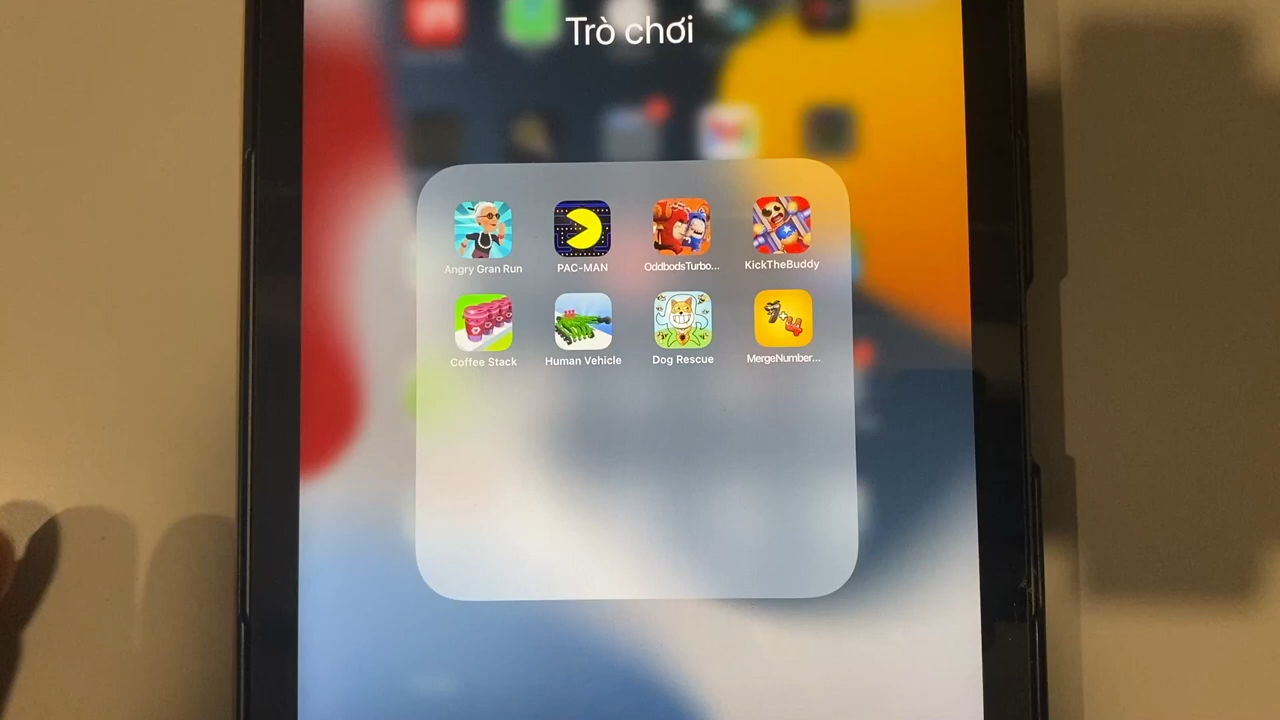 Trò chơi
Angry Gran Run
PAC-MAN
OddbodsTurbo...
KickTheBuddy
Coffee Stack
Human Vehicle
Dog Rescue
MergeNumber...